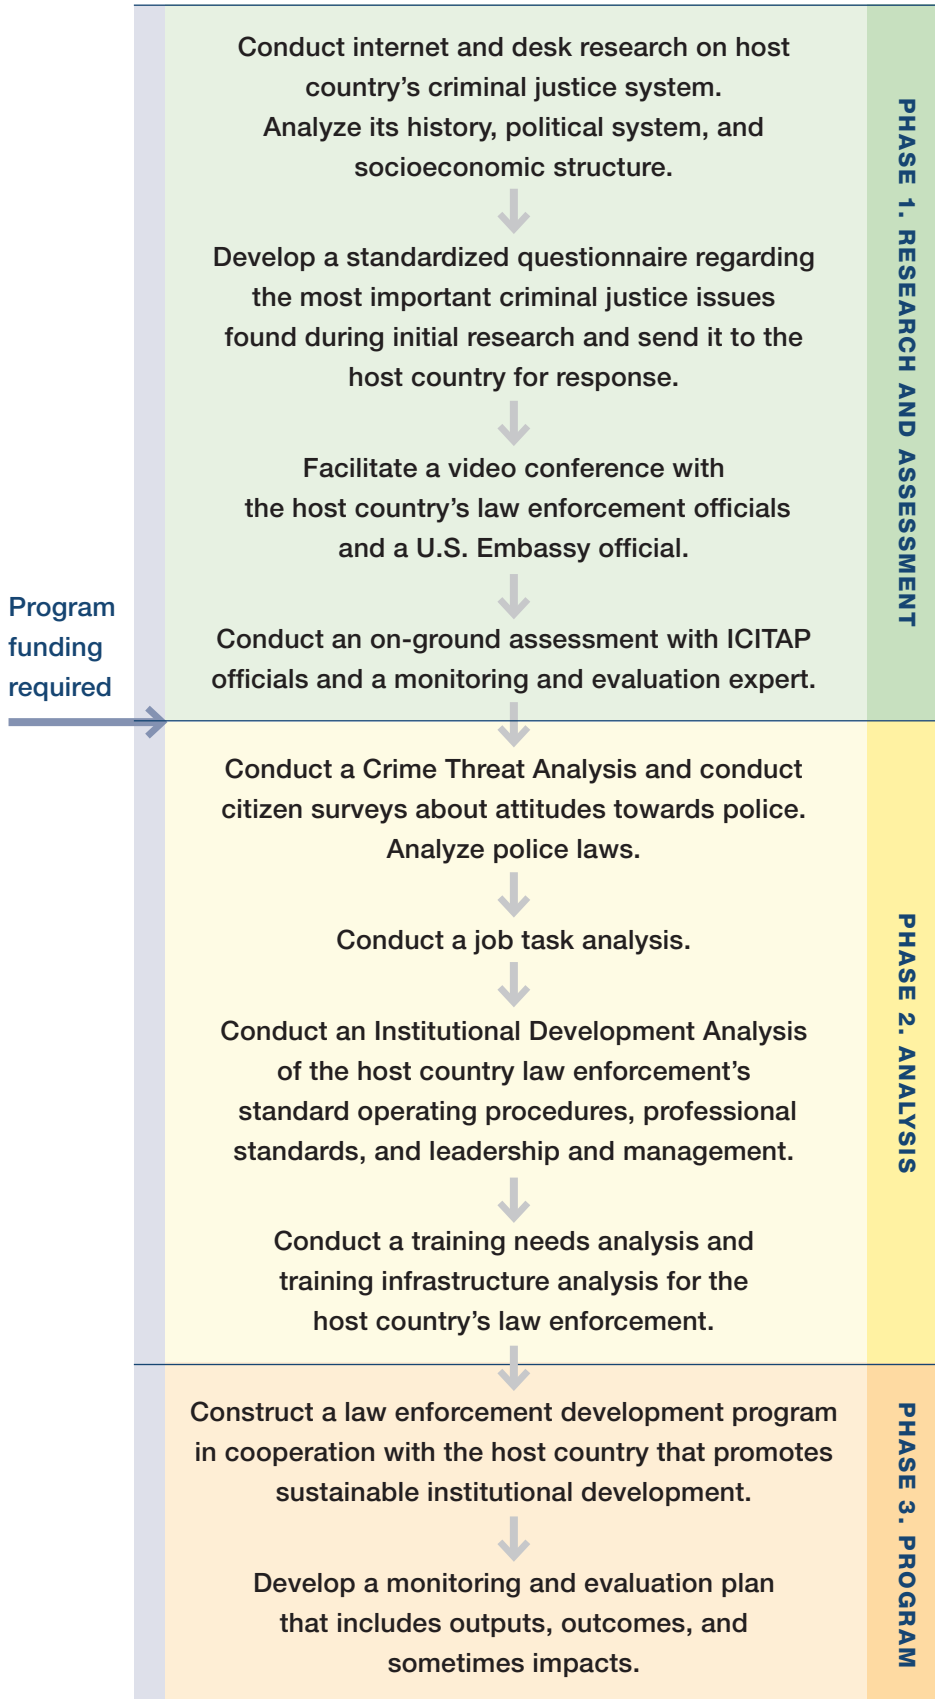 Conduct internet and desk research on host
country’s criminal justice system.
Analyze its history, political system, and
socioeconomic structure.
Develop a standardized questionnaire regarding
the most important criminal justice issues
found during initial research and send it to the
host country for response.
Facilitate a video conference with
the host country’s law enforcement officials
and a U.S. Embassy official.
Conduct an on-ground assessment with ICITAP
officials and a monitoring and evaluation expert.
PHASE 1. RESEARCH AND ASSESSMENT
Program
funding
required
Conduct a Crime Threat Analysis and conduct
citizen surveys about attitudes towards police.
Analyze police laws.
Conduct a job task analysis.
Conduct an Institutional Development Analysis
of the host country law enforcement’s
standard operating procedures, professional
standards, and leadership and management.
Conduct a training needs analysis and
training infrastructure analysis for the
host country’s law enforcement.
PHASE 2. ANALYSIS
Construct a law enforcement development program
in cooperation with the host country that promotes
sustainable institutional development.
Develop a monitoring and evaluation plan
that includes outputs, outcomes, and
sometimes impacts.
PHASE 3. PROGRAM